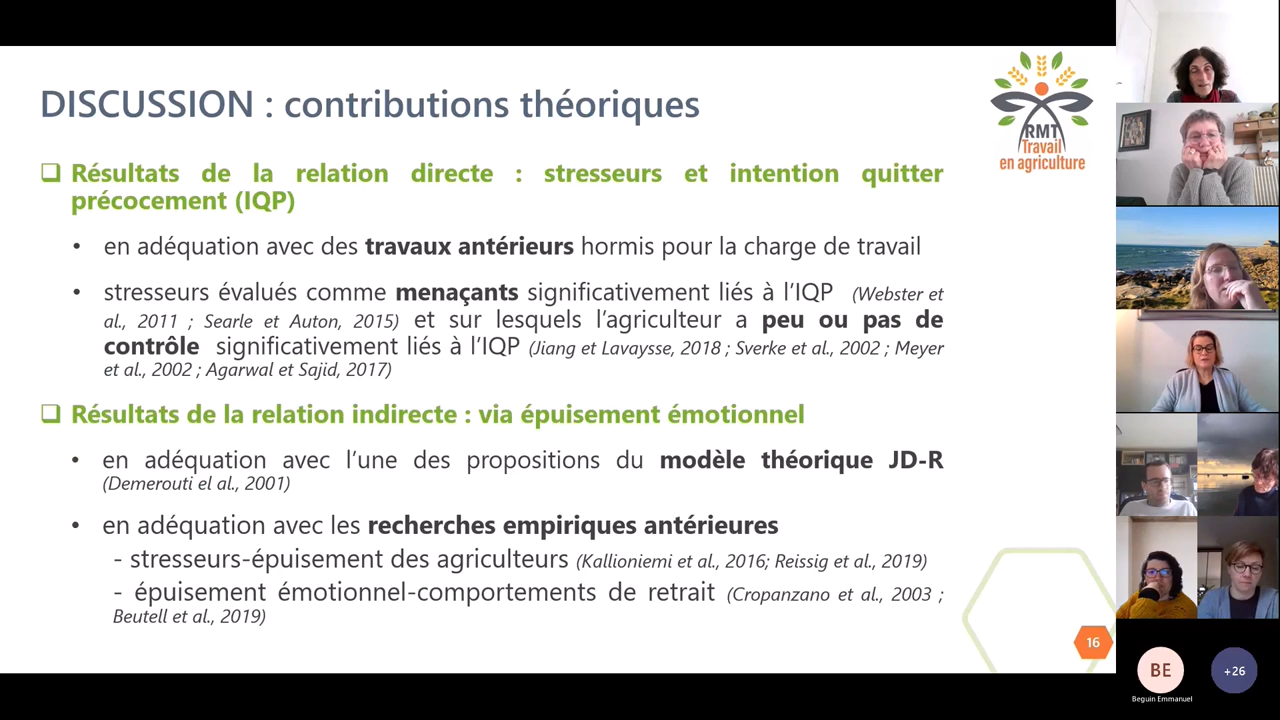 DISCUSSION : contributions théoriques
RMT
Travail
en agriculture
❑ Résultats de la relation directe : stresseurs et intention quitter
précocement (IQP)
• en adéquation avec des travaux antérieurs hormis pour la charge de travail
• stresseurs évalués comme menaçants significativement liés à l'IQP (Webster et
al., 2011 ; Searle et Auton, 2015) et sur lesquels l'agriculteur a peu ou pas de
contrôle significativement liés à l'IQP (Jiang et Lavaysse, 2018 ; Sverke et al., 2002 ; Meyer
et al., 2002 ; Agarwal et Sajid, 2017)
❑ Résultats de la relation indirecte : via épuisement émotionnel
• en adéquation avec l'une des propositions du modèle théorique JD-R
(Demerouti el al., 2001)
• en adéquation avec les recherches empiriques antérieures
- stresseurs-épuisement des agriculteurs (Kallioniemi et al., 2016; Reissig et al., 2019)
- épuisement émotionnel-comportements de retrait (Cropanzano et al., 2003 ;
Beutell et al., 2019)
16
BE
Beguin Emmanuel
+26